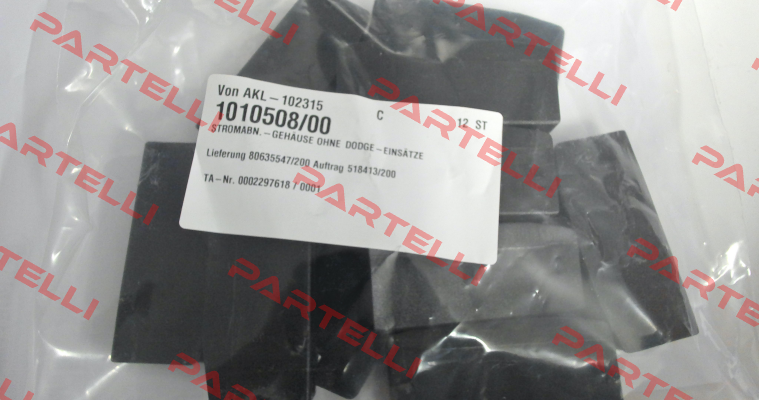 Von AKL-102315 C 12 ST
1010508/00
STROMABN.-GEHÄUSE OHNE DODGE-EINSÄTZE
Lieferung 80635547/200 Auftrag 518413/200
TA-Nr. 0002297618 / 0001
PARTELLI
PARTELLI
PARTELLI
PARTELLI
PARTELLI
PARTELLI
PARTELLI
PARTELLI